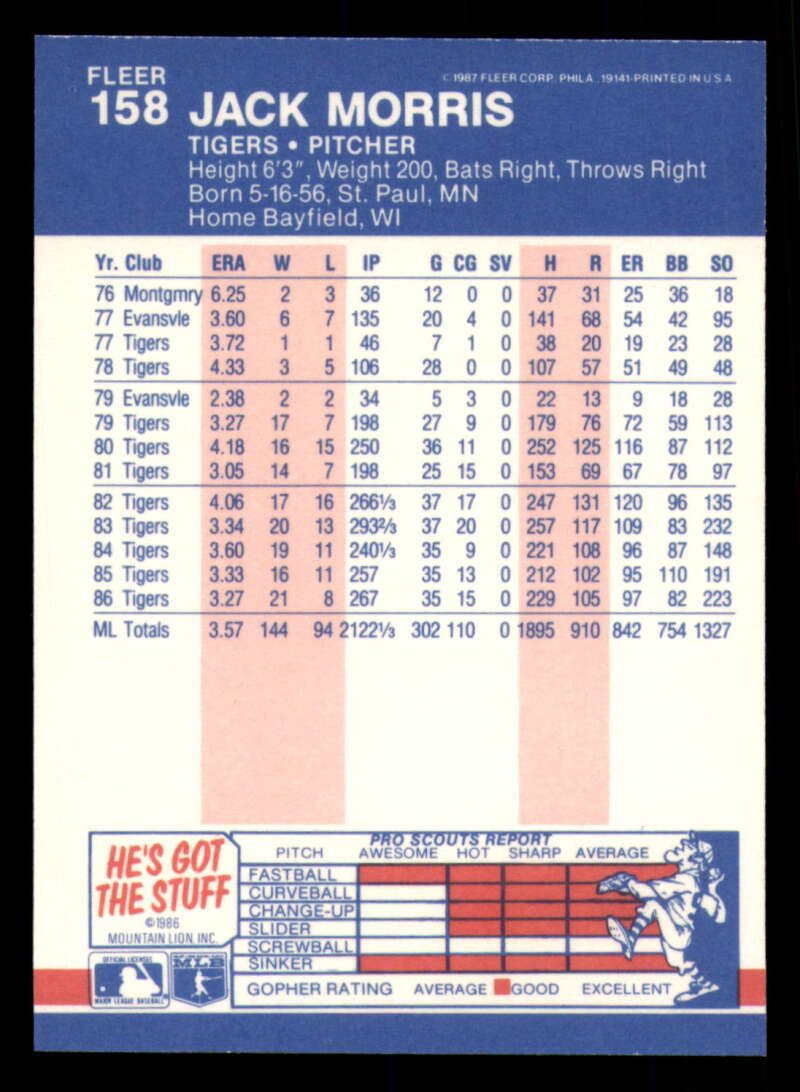 FLEER
© 1987 FLEER CORP. PHILA., 19141-PRINTED IN U.S.A.
158 JACK MORRIS
TIGERS • PITCHER
Height 6'3", Weight 200, Bats Right, Throws Right
Born 5-16-56, St. Paul, MN
Home Bayfield, WI
Yr. Club ERA W L IP G CG SV H R ER BB SO
76 Montgmry 6.25 2 3 36 12 0 0 37 31 25 36 18
77 Evansvle 3.60 6 7 135 20 4 0 141 68 54 42 95
77 Tigers 3.72 1 1 46 7 1 0 38 20 19 23 28
78 Tigers 4.33 3 5 106 28 0 0 107 57 51 49 48
79 Evansvle 2.38 2 2 34 5 3 0 22 13 9 18 28
79 Tigers 3.27 17 7 198 27 9 0 179 76 72 59 113
80 Tigers 4.18 16 15 250 36 11 0 252 125 116 87 112
81 Tigers 3.05 14 7 198 25 15 0 153 69 67 78 97
82 Tigers 4.06 17 16 266⅓ 37 17 0 247 131 120 96 135
83 Tigers 3.34 20 13 293⅔ 37 20 0 257 117 109 83 232
84 Tigers 3.60 19 11 240⅓ 35 9 0 221 108 96 87 148
85 Tigers 3.33 16 11 257 35 13 0 212 102 95 110 191
86 Tigers 3.27 21 8 267 35 15 0 229 105 97 82 223
ML Totals 3.57 144 94 2122⅓ 302 110 0 1895 910 842 754 1327
HE'S GOT
THE STUFF
©1986
MOUNTAIN LION, INC.
PRO SCOUTS REPORT
PITCH AWESOME HOT SHARP AVERAGE
FASTBALL
CURVEBALL
CHANGE-UP
SLIDER
SCREWBALL
SINKER
GOPHER RATING AVERAGE GOOD EXCELLENT
OFFICIAL LICENSEE
MAJOR LEAGUE BASEBALL
MLB